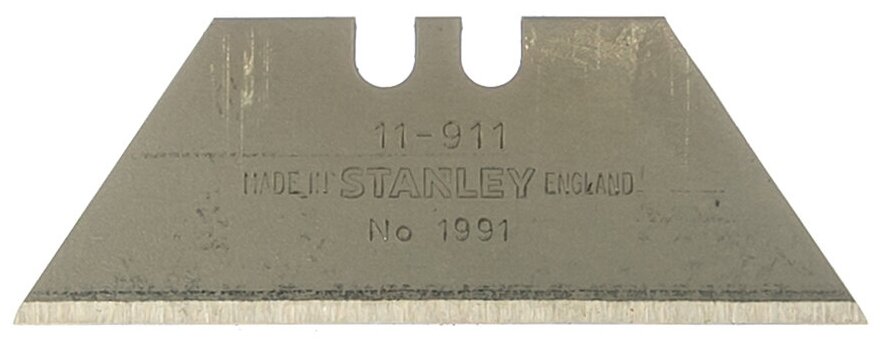 11-911
MADE IN STANLEY ENGLAND
No 1991